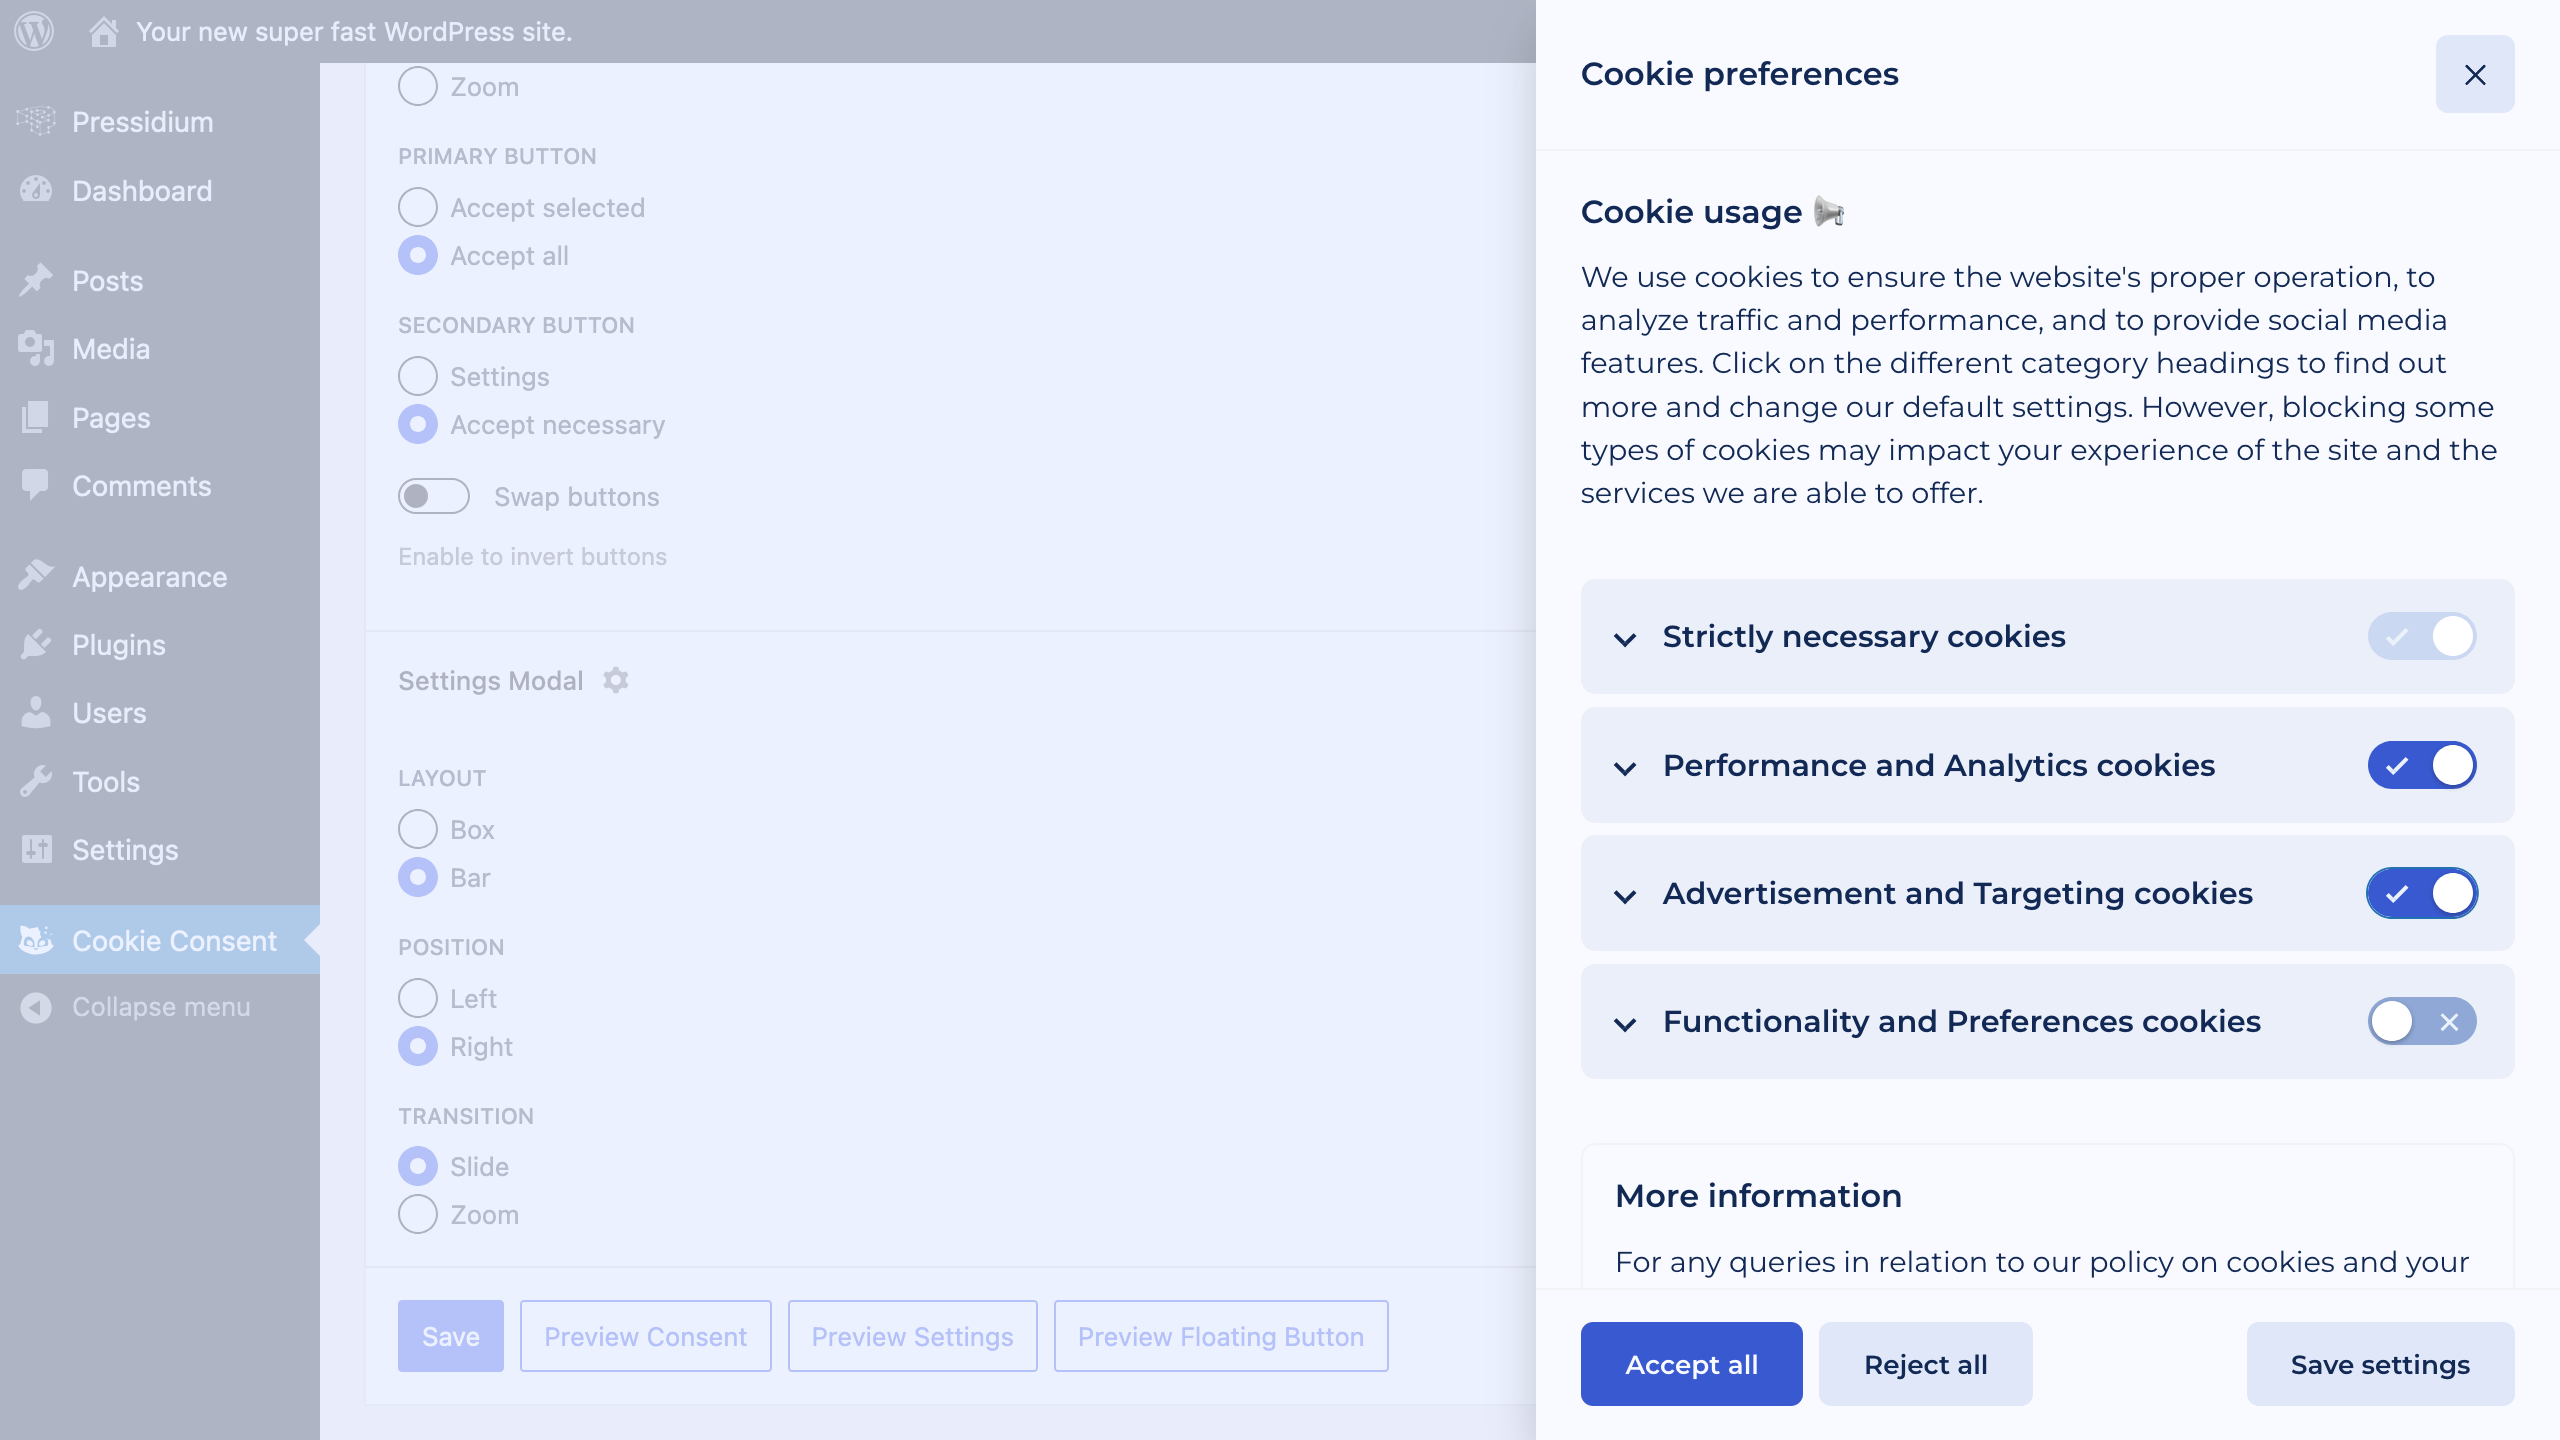 Your new super fast WordPress site.
Pressidium
Dashboard
Posts
Media
Pages
Comments
Appearance
Plugins
Users
Tools
Settings
Cookie Consent
Collapse menu
Zoom
PRIMARY BUTTON
Accept selected
Accept all
SECONDARY BUTTON
Settings
Accept necessary
Swap buttons
Enable to invert buttons
Settings Modal
LAYOUT
Box
Bar
POSITION
Left
Right
TRANSITION
Slide
Zoom
Save
Preview Consent
Preview Settings
Preview Floating Button
Cookie preferences
Cookie usage
We use cookies to ensure the website's proper operation, to
analyze traffic and performance, and to provide social media
features. Click on the different category headings to find out
more and change our default settings. However, blocking some
types of cookies may impact your experience of the site and the
services we are able to offer.
Strictly necessary cookies
Performance and Analytics cookies
Advertisement and Targeting cookies
Functionality and Preferences cookies
More information
For any queries in relation to our policy on cookies and your
Accept all
Reject all
Save settings